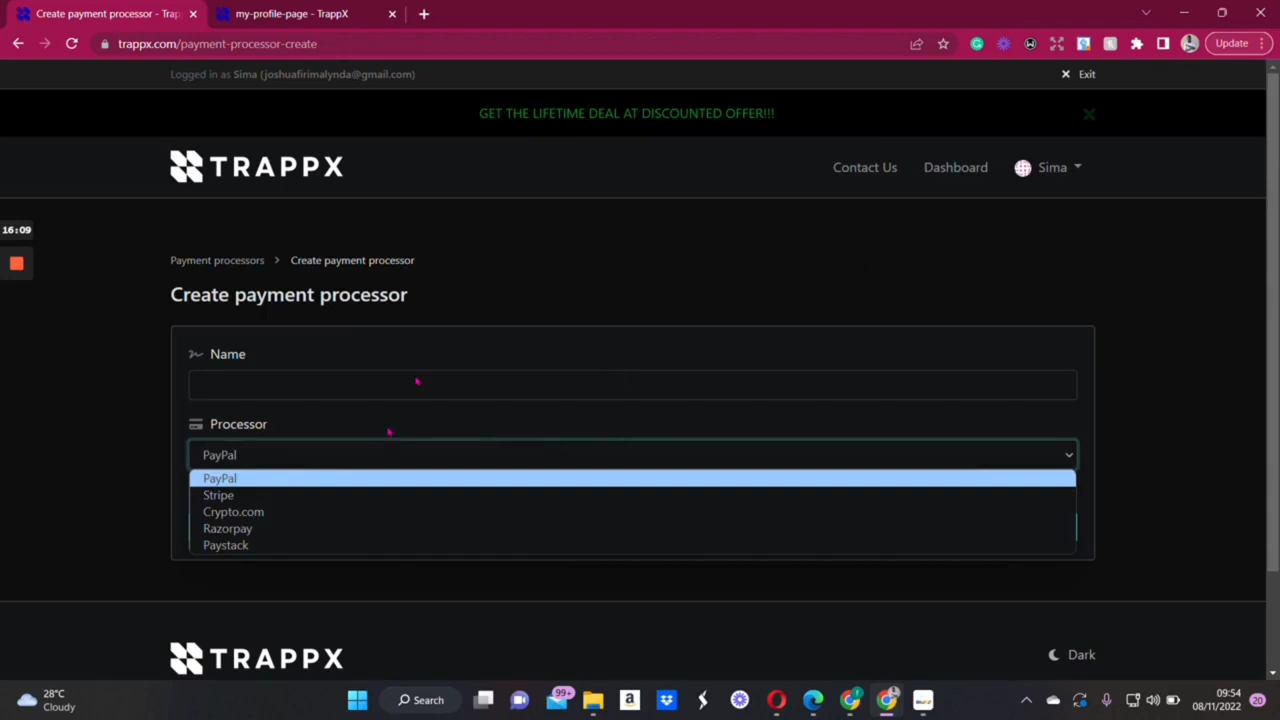 Create payment processor - Trap
my-profile-page - TrappX
trappx.com/payment-processor-create
Update
Logged in as Sima (joshuafirimalynda@gmail.com)
Exit
GET THE LIFETIME DEAL AT DISCOUNTED OFFER!!!
TRAPPX
Contact Us
Dashboard
Sima
16:09
Payment processors
Create payment processor
Create payment processor
Name
Processor
PayPal
PayPal
Stripe
Crypto.com
Razorpay
Paystack
TRAPPX
Dark
28°C
Cloudy
Search
99+
09:54
08/11/2022
20